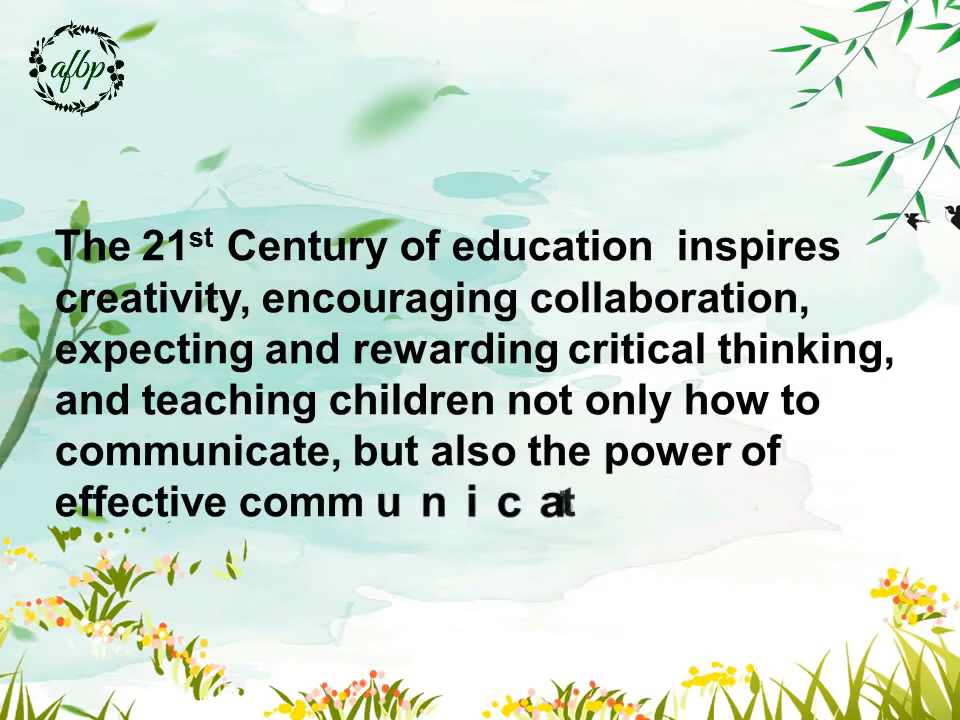 afbp
The 21st Century of education inspires
creativity, encouraging collaboration,
expecting and rewarding critical thinking,
and teaching children not only how to
communicate, but also the power of
effective comm u n i c a t